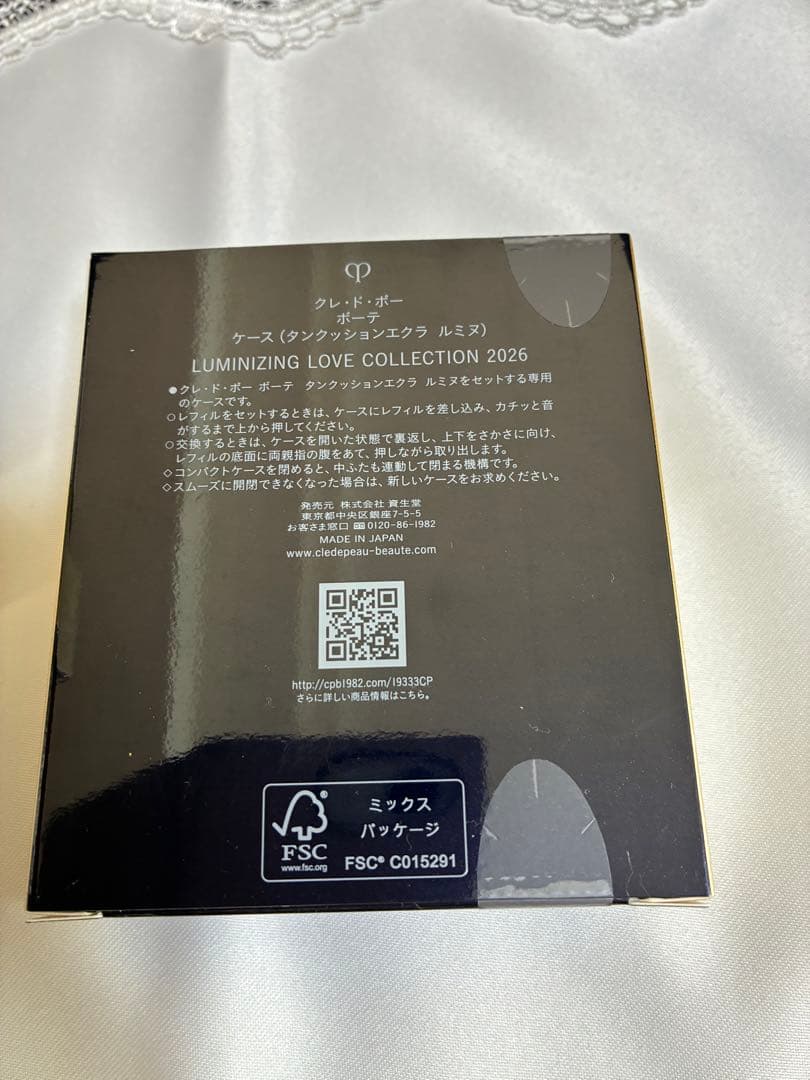 クレ・ド・ポー
ボーテ
ケース (タンクッションエクラ ルミヌ)
LUMINIZING LOVE COLLECTION 2026
●クレ・ド・ポー ボーテ タンクッションエクラ ルミヌをセットする専用
のケースです。
○レフィルをセットするときは、ケースにレフィルを差し込み、カチッと音
がするまで上から押してください。
○交換するときは、ケースを開いた状態で裏返し、上下をさかさに向け、
レフィルの底面に両親指の腹をあて、押しながら取り出します。
◇コンパクトケースを閉めると、中ふたも連動して閉まる機構です。
◇スムーズに開閉できなくなった場合は、新しいケースをお求めください。
発売元 株式会社 資生堂
東京都中央区銀座7-5-5
お客さま窓口 0120-86-1982
MADE IN JAPAN
www.cledepeau-beaute.com
http://cpb1982.com/19333CP
さらに詳しい商品情報はこちら。
ミックス
パッケージ
FSC® C015291
®
FSC
www.fsc.org